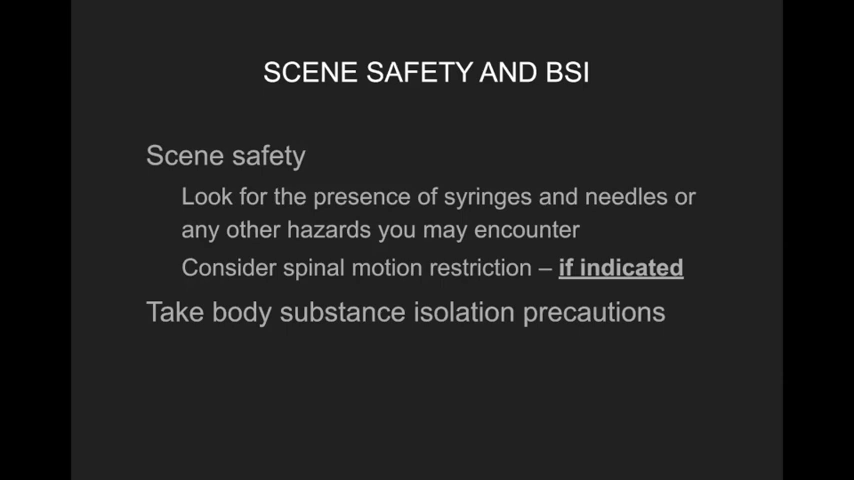 SCENE SAFETY AND BSI
Scene safety
Look for the presence of syringes and needles or
any other hazards you may encounter
Consider spinal motion restriction – if indicated
Take body substance isolation precautions